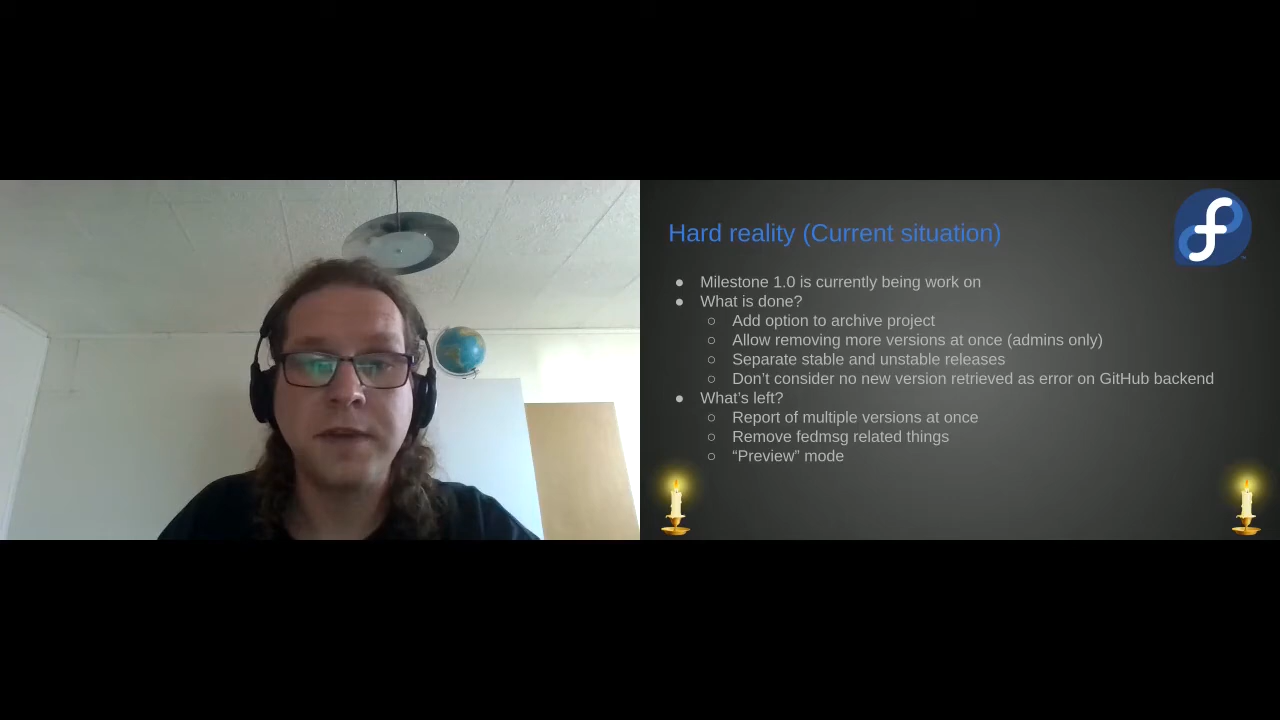 Hard reality (Current situation)
● Milestone 1.0 is currently being work on
● What is done?
○ Add option to archive project
○ Allow removing more versions at once (admins only)
○ Separate stable and unstable releases
○ Don’t consider no new version retrieved as error on GitHub backend
● What’s left?
○ Report of multiple versions at once
○ Remove fedmsg related things
○ “Preview” mode